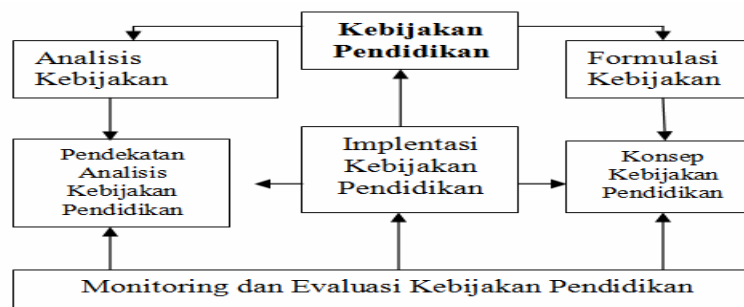 Kebijakan
Pendidikan
Analisis
Kebijakan
Formulasi
Kebijakan
Pendekatan
Analisis
Kebijakan
Pendidikan
Implentasi
Kebijakan
Pendidikan
Konsep
Kebijakan
Pendidikan
Monitoring dan Evaluasi Kebijakan Pendidikan